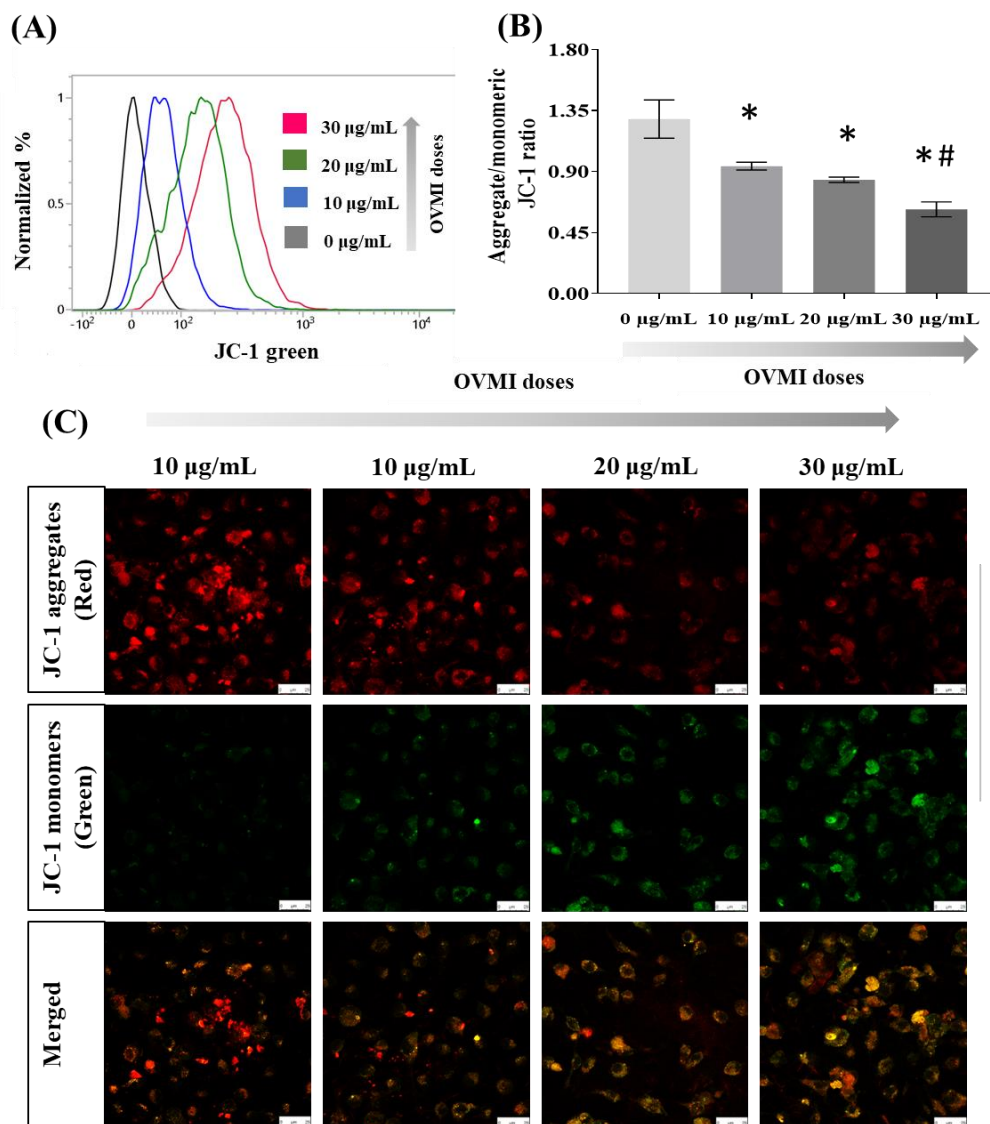 (A)
Normalized %
1
0.5
0
-10²
0
10²
10³
10⁴
JC-1 green
30 µg/mL
20 µg/mL
10 µg/mL
0 µg/mL
OVMI doses
(B)
Aggregate/monomeric
JC-1 ratio
1.80
1.35
0.90
0.45
0.00
*
*
*#
0 µg/mL
10 µg/mL
20 µg/mL
30 µg/mL
OVMI doses
OVMI doses
(C)
10 µg/mL
10 µg/mL
20 µg/mL
30 µg/mL
JC-1 aggregates
(Red)
JC-1 monomers
(Green)
Merged